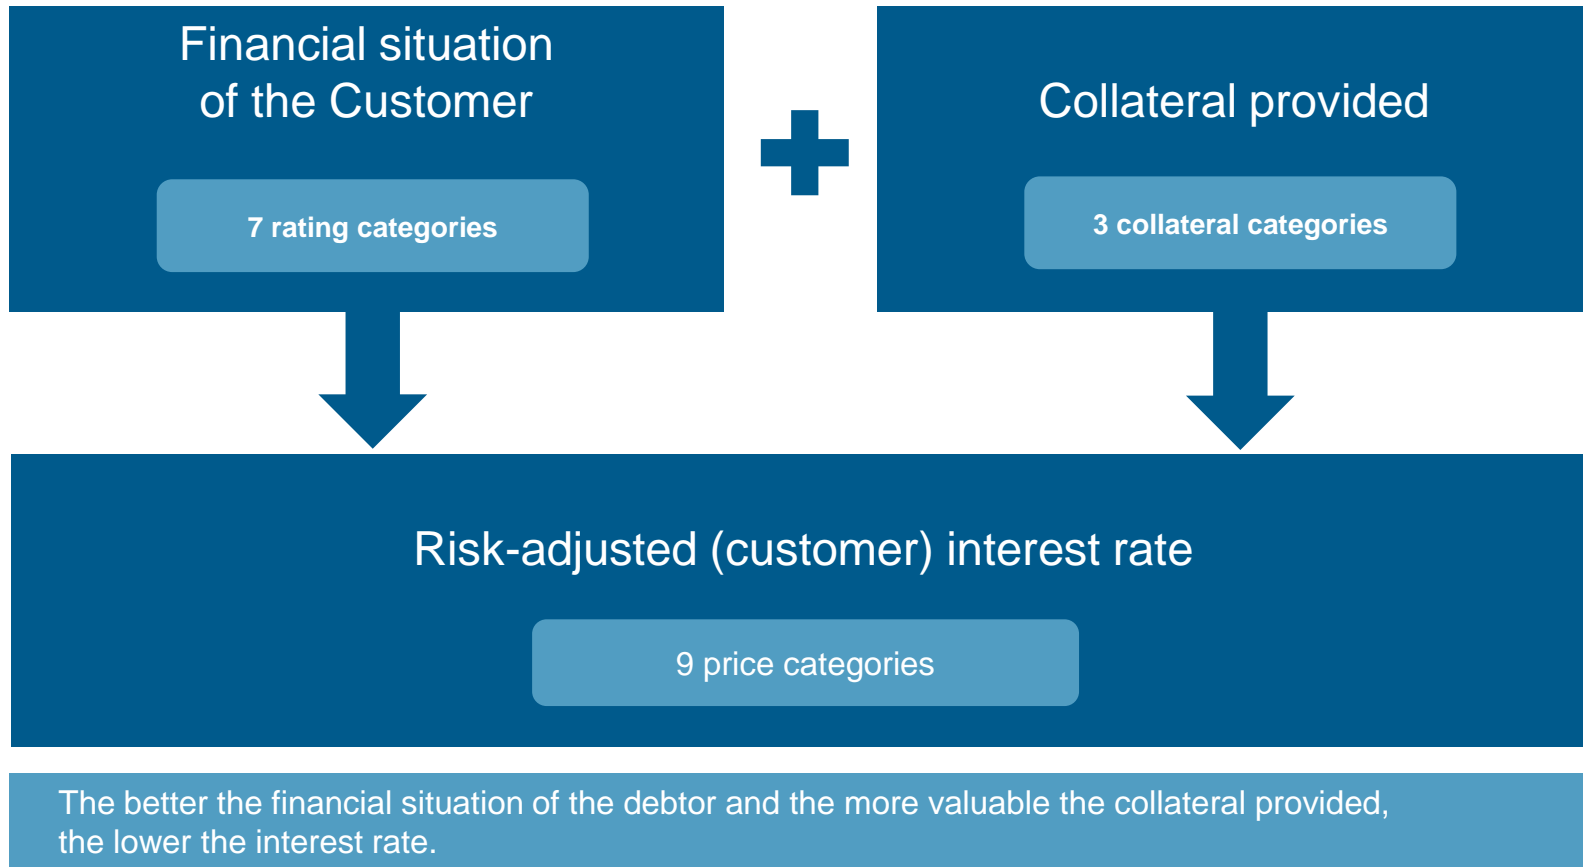 Financial situation
of the Customer
7 rating categories
Collateral provided
3 collateral categories
Risk-adjusted (customer) interest rate
9 price categories
The better the financial situation of the debtor and the more valuable the collateral provided,
the lower the interest rate.